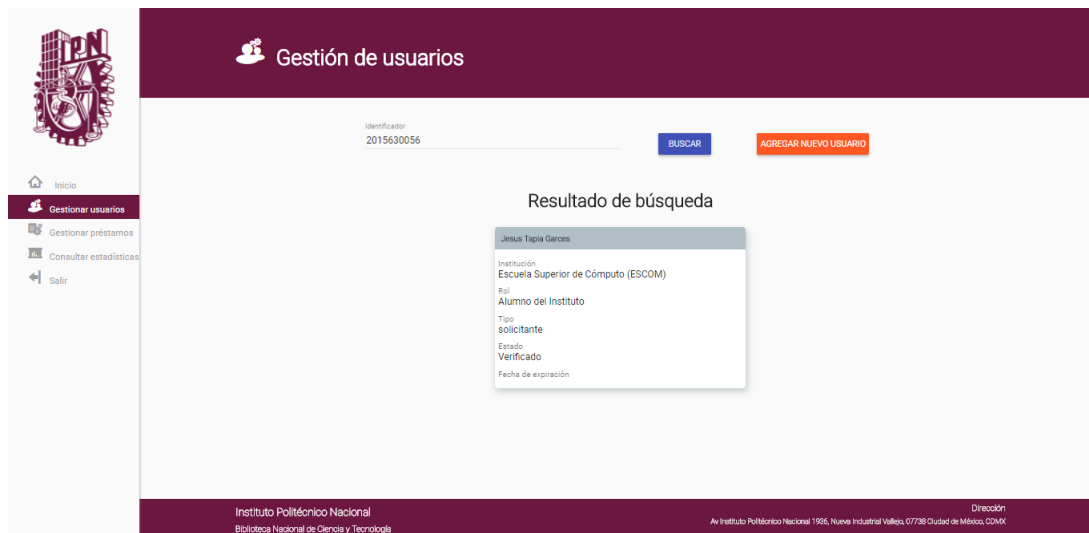 IPN
Gestión de usuarios
Identificador
2015630056
BUSCAR
AGREGAR NUEVO USUARIO
Inicio
Gestionar usuarios
Gestionar préstamos
Consultar estadísticas
Salir
Resultado de búsqueda
Jesus Tapia Garces
Institución
Escuela Superior de Cómputo (ESCOM)
Rol
Alumno del Instituto
Tipo
solicitante
Estado
Verificado
Fecha de expiración
Instituto Politécnico Nacional
Biblioteca Nacional de Ciencia y Tecnología
Dirección
Av Instituto Politécnico Nacional 1936, Nueva Industrial Vallejo, 07738 Ciudad de México, CDMX